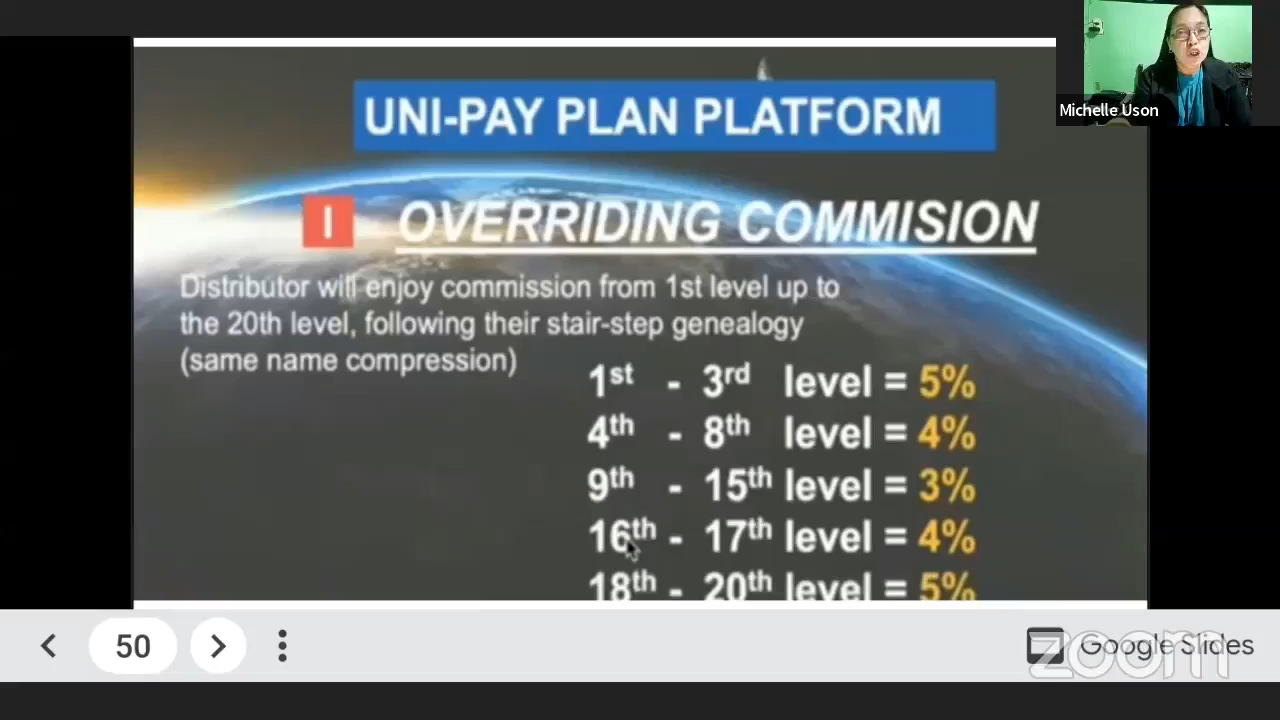 Michelle Uson
UNI-PAY PLAN PLATFORM
I OVERRIDING COMMISION
Distributor will enjoy commission from 1st level up to
the 20th level, following their stair-step genealogy
(same name compression)
1st - 3rd level = 5%
4th - 8th level = 4%
9th - 15th level = 3%
16th - 17th level = 4%
18th - 20th level = 5%
50
Google Slides
zoom